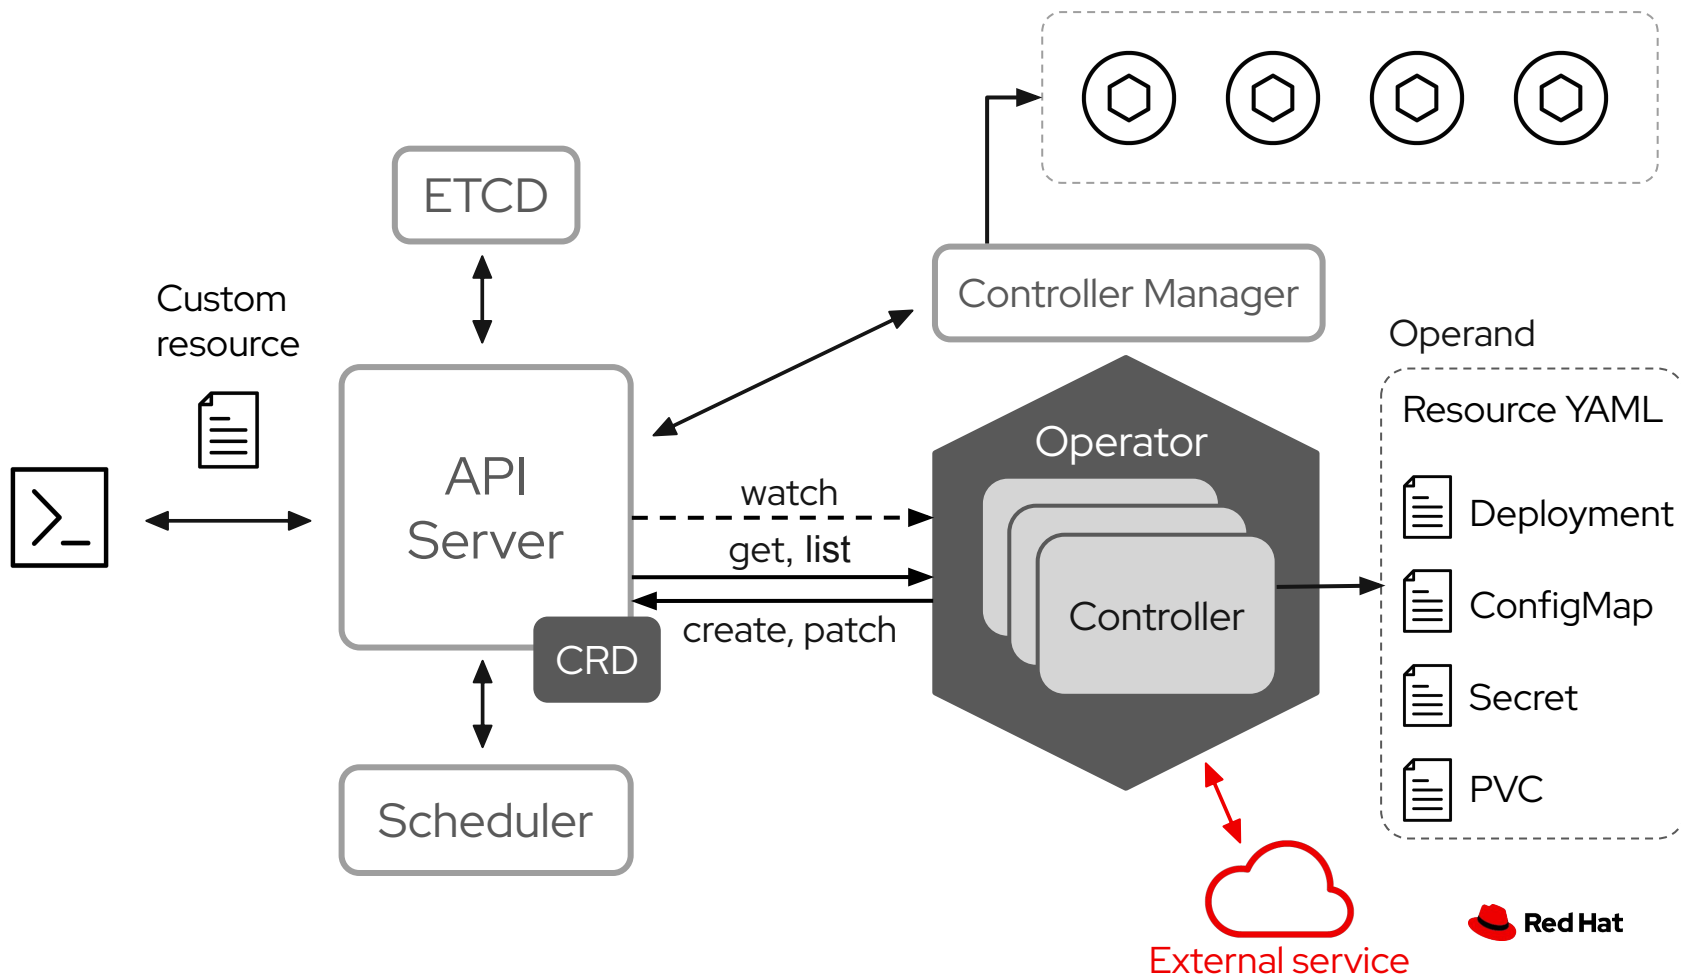 ETCD
Custom
resource
Controller Manager
Operand
Resource YAML
API
Server
Operator
watch
get, list
create, patch
Controller
CRD
Deployment
ConfigMap
Secret
PVC
Scheduler
External service
Red Hat